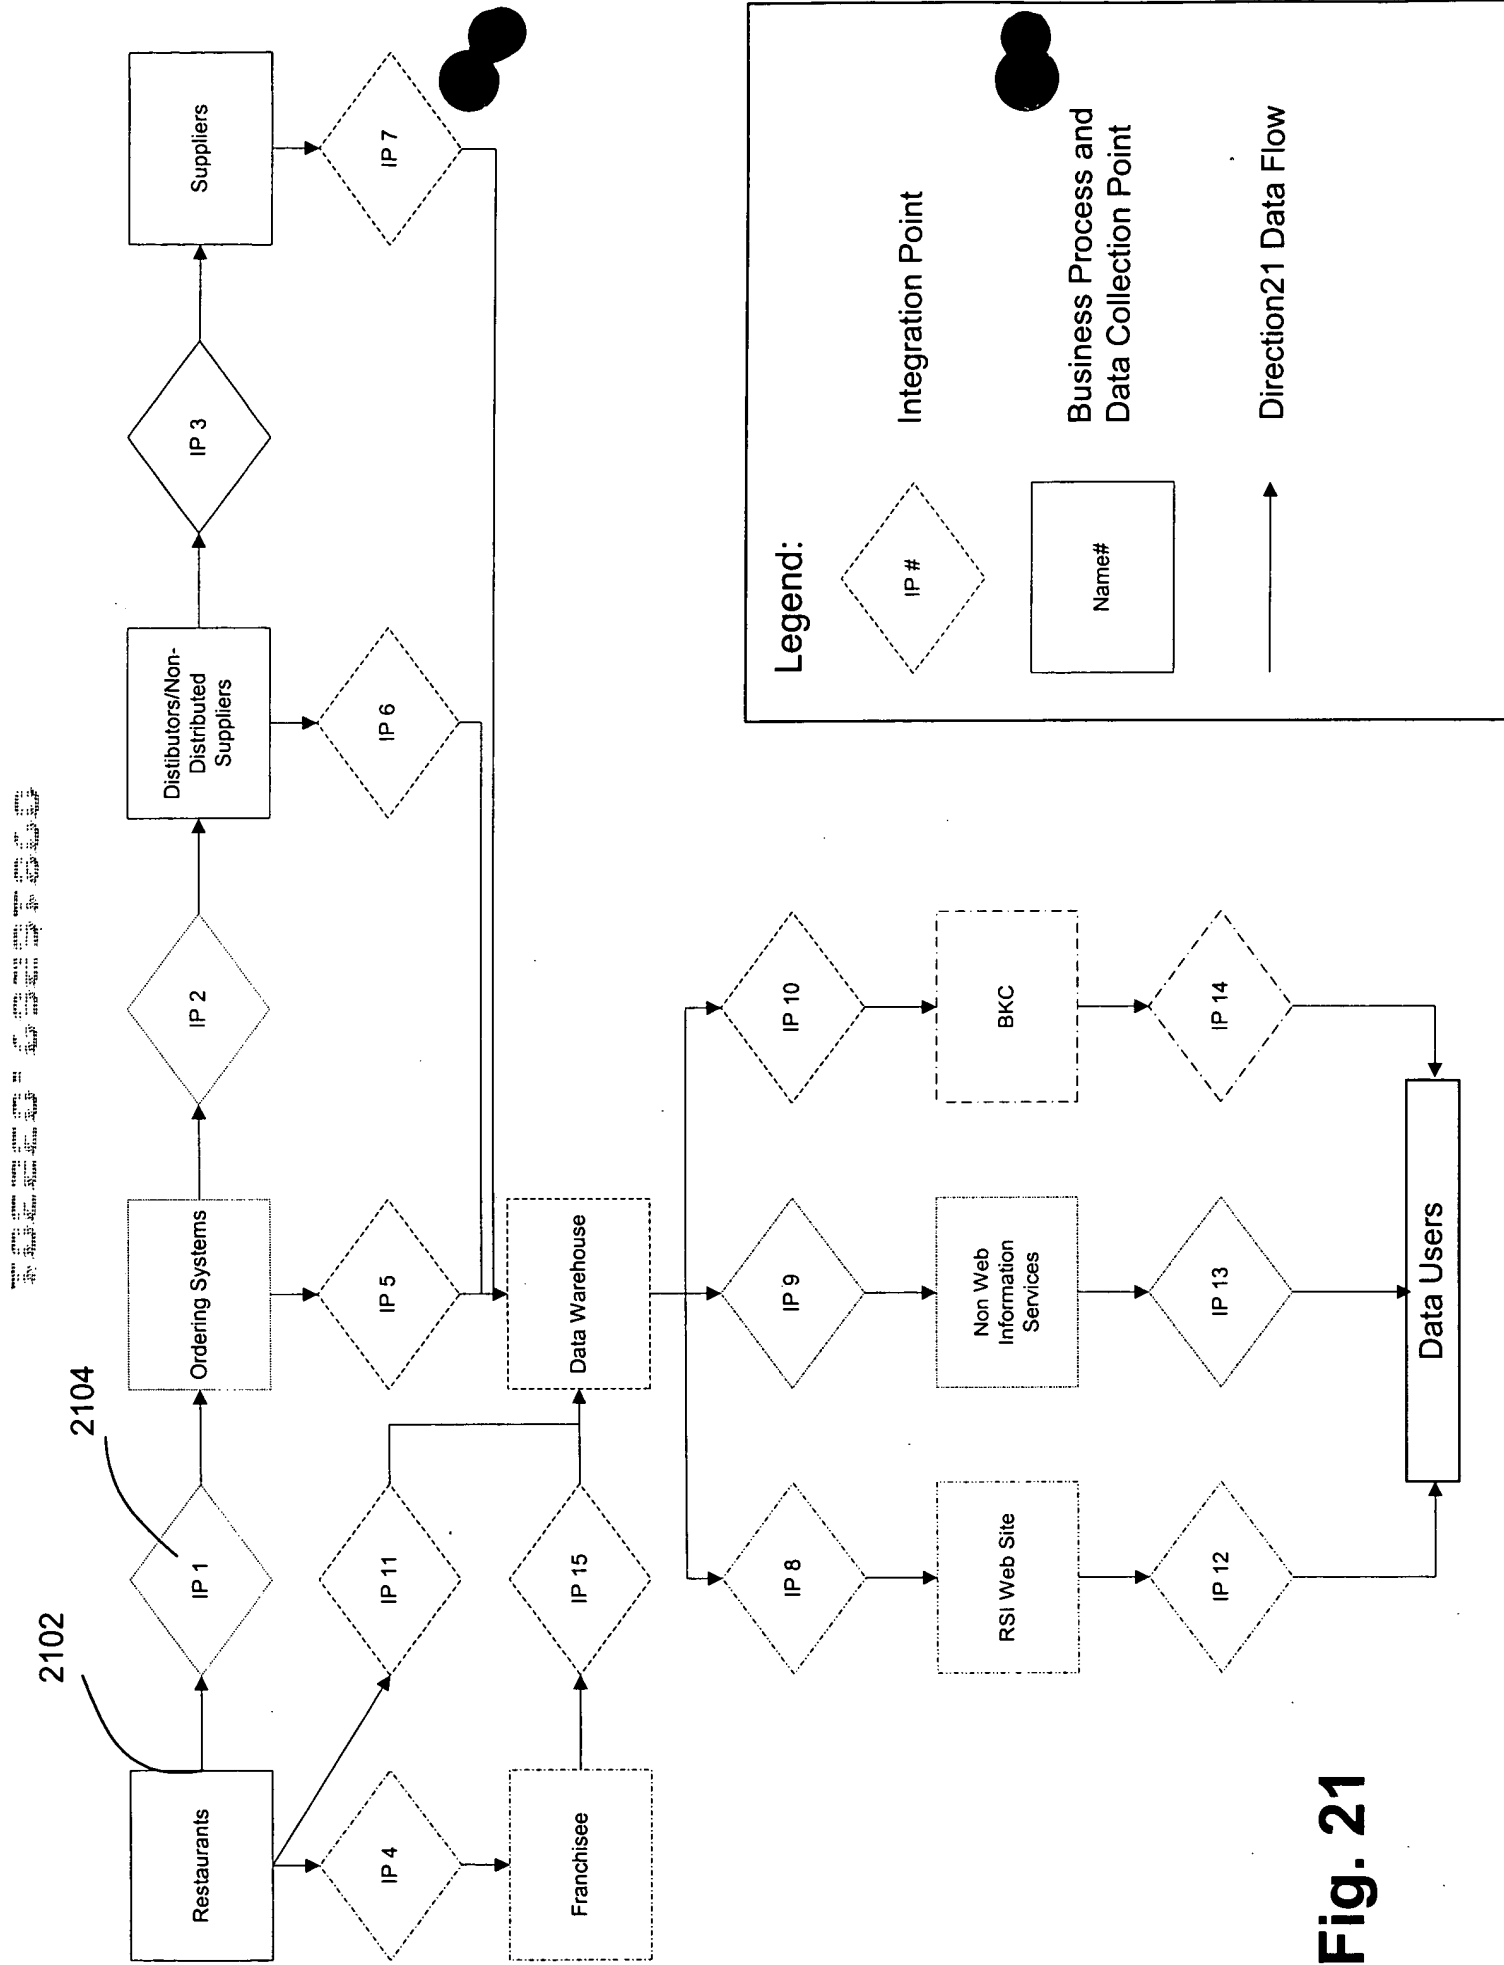 2102
2104
Restaurants
IP 1
Ordering Systems
IP 2
Distibutors/Non-
Distributed
Suppliers
IP 3
Suppliers
IP 4
IP 11
IP 5
IP 6
IP 7
Franchisee
IP 15
Data Warehouse
IP 8
IP 9
IP 10
RSI Web Site
Non Web
Information
Services
BKC
IP 12
IP 13
IP 14
Data Users
Legend:
IP #
Integration Point
Name#
Business Process and
Data Collection Point
Direction21 Data Flow
Fig. 21